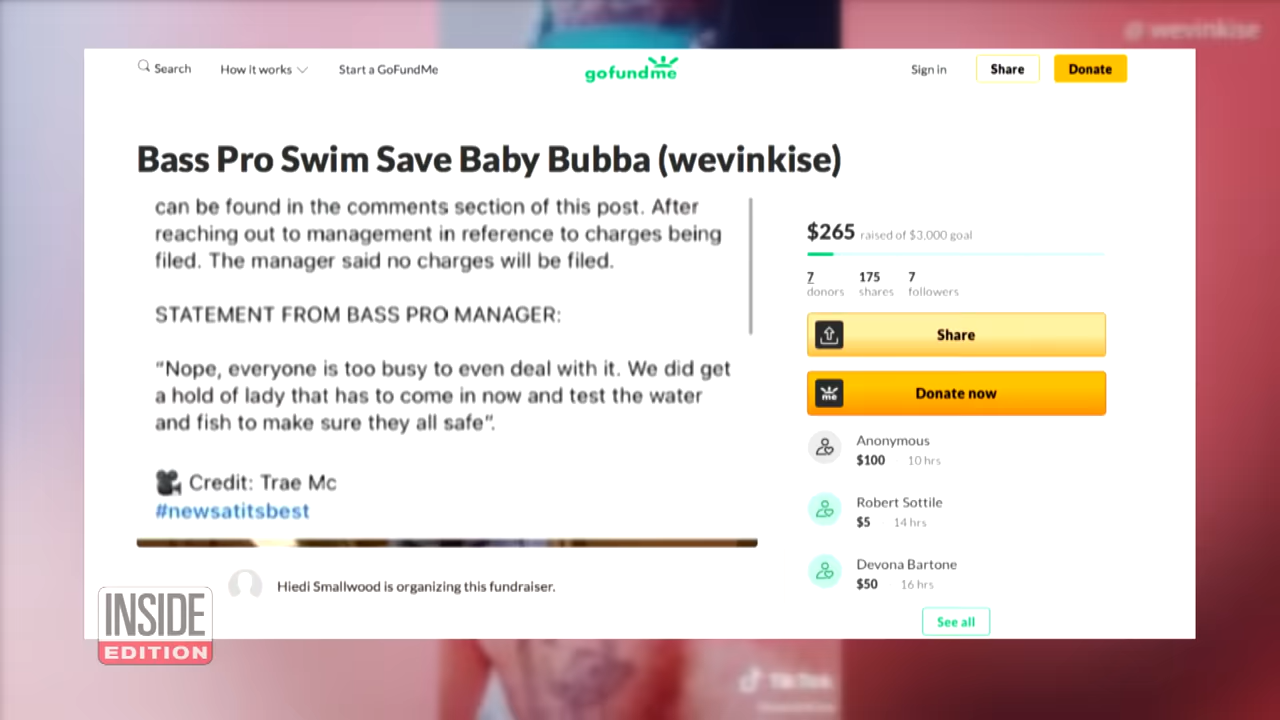 @ wevinkise
Search
How it works
Start a GoFundMe
gofundme
Sign in
Share
Donate
Bass Pro Swim Save Baby Bubba (wevinkise)
can be found in the comments section of this post. After
reaching out to management in reference to charges being
filed. The manager said no charges will be filed.
STATEMENT FROM BASS PRO MANAGER:
“Nope, everyone is too busy to even deal with it. We did get
a hold of lady that has to come in now and test the water
and fish to make sure they all safe”.
Credit: Trae Mc
#newsatitsbest
Hiedi Smallwood is organizing this fundraiser.
$265 raised of $3,000 goal
7 175 7
donors shares followers
Share
me
Donate now
Anonymous
$100 10 hrs
Robert Sottile
$5 14 hrs
Devona Bartone
$50 16 hrs
See all
INSIDE
EDITION
TikTok